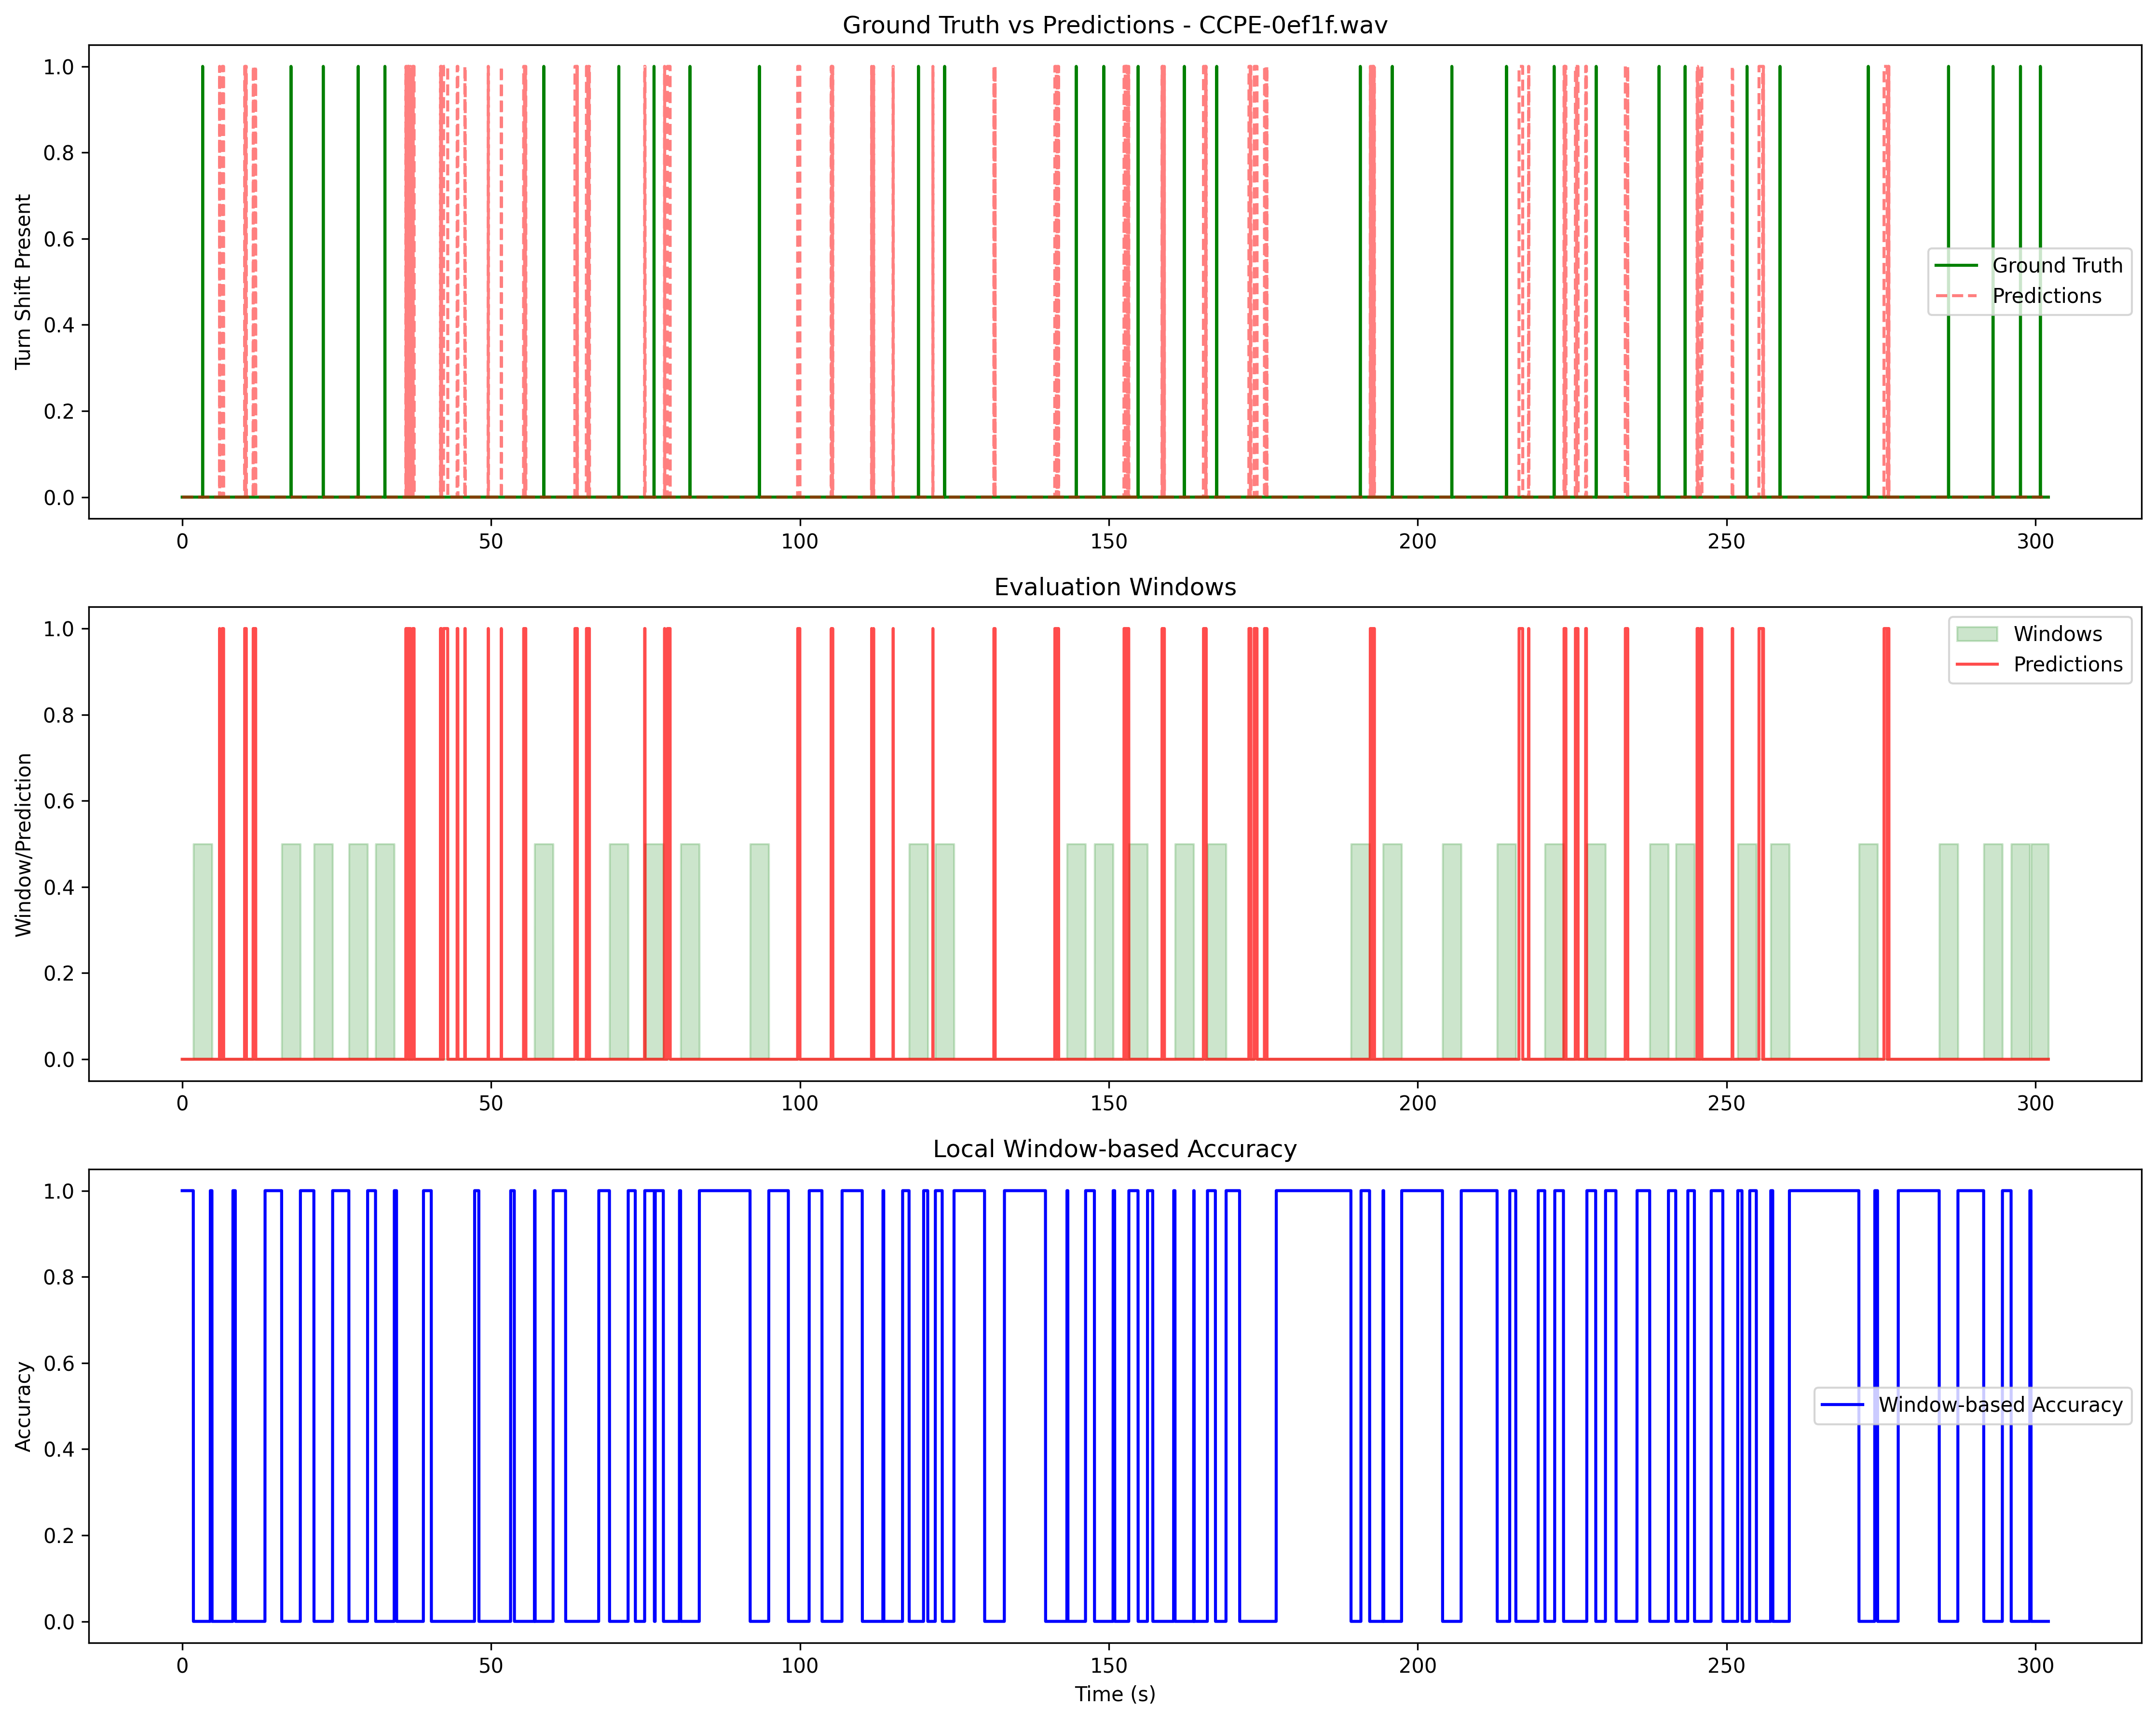 Ground Truth vs Predictions - CCPE-0ef1f.wav
Turn Shift Present
1.0
0.8
0.6
0.4
0.2
0.0
Ground Truth
Predictions
0 50 100 150 200 250 300
Evaluation Windows
Window/Prediction
1.0
0.8
0.6
0.4
0.2
0.0
Windows
Predictions
0 50 100 150 200 250 300
Local Window-based Accuracy
Accuracy
1.0
0.8
0.6
0.4
0.2
0.0
Window-based Accuracy
0 50 100 150 200 250 300
Time (s)